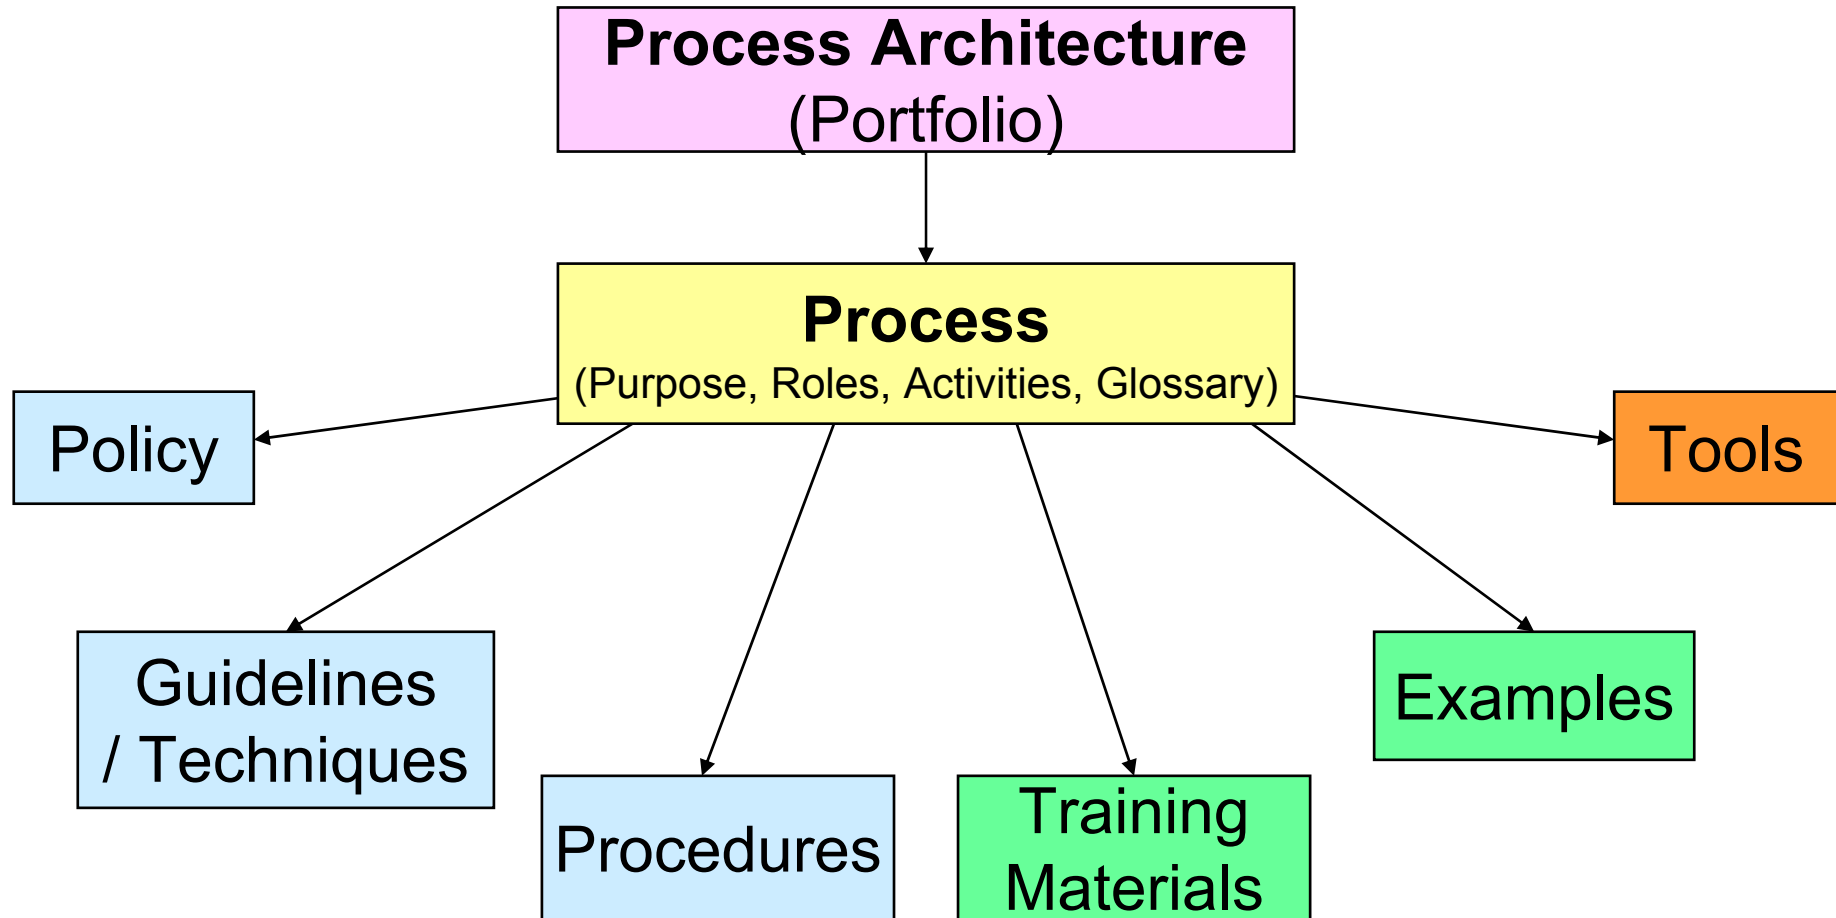 Process Architecture
(Portfolio)
Process
(Purpose, Roles, Activities, Glossary)
Policy
Tools
Guidelines
/ Techniques
Examples
Procedures
Training
Materials